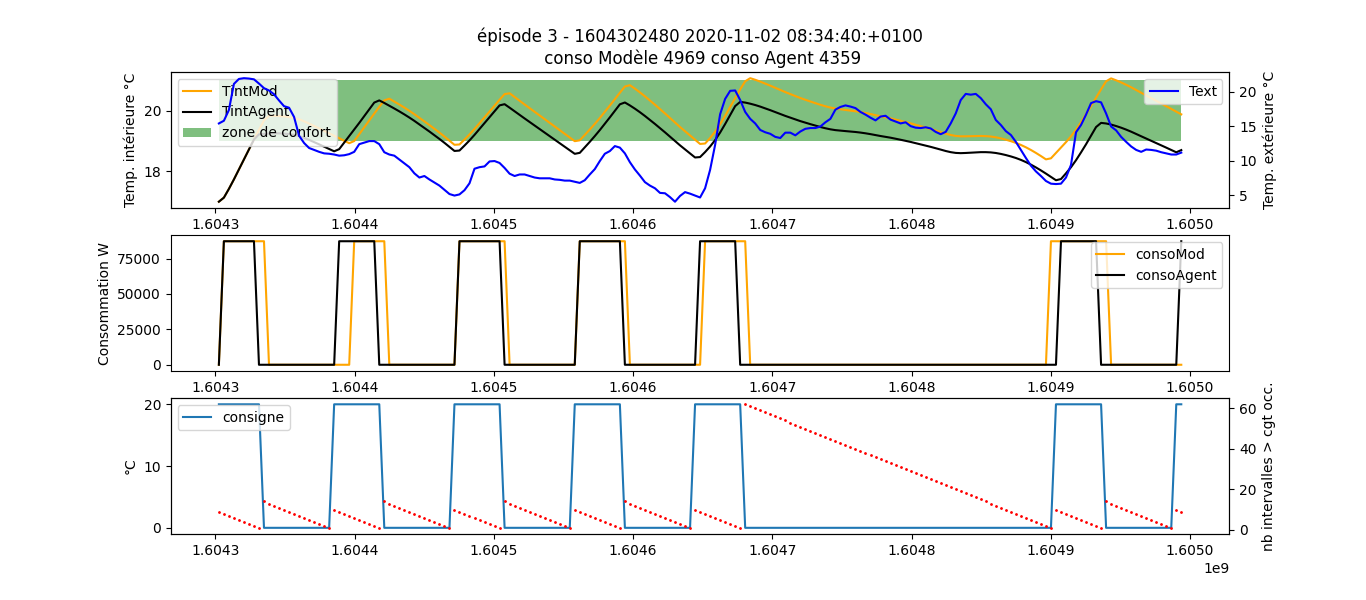 épisode 3 - 1604302480 2020-11-02 08:34:40:+0100
conso Modèle 4969 conso Agent 4359
Temp. intérieure °C
20
18
TintMod
TintAgent
zone de confort
Text
20
15
10
5
Temp. extérieure °C
1.6043 1.6044 1.6045 1.6046 1.6047 1.6048 1.6049 1.6050
Consommation W
75000
50000
25000
0
consoMod
consoAgent
1.6043 1.6044 1.6045 1.6046 1.6047 1.6048 1.6049 1.6050
°C
20
10
0
consigne
60
40
20
0
nb intervalles > cgt occ.
1.6043 1.6044 1.6045 1.6046 1.6047 1.6048 1.6049 1.6050
1e9